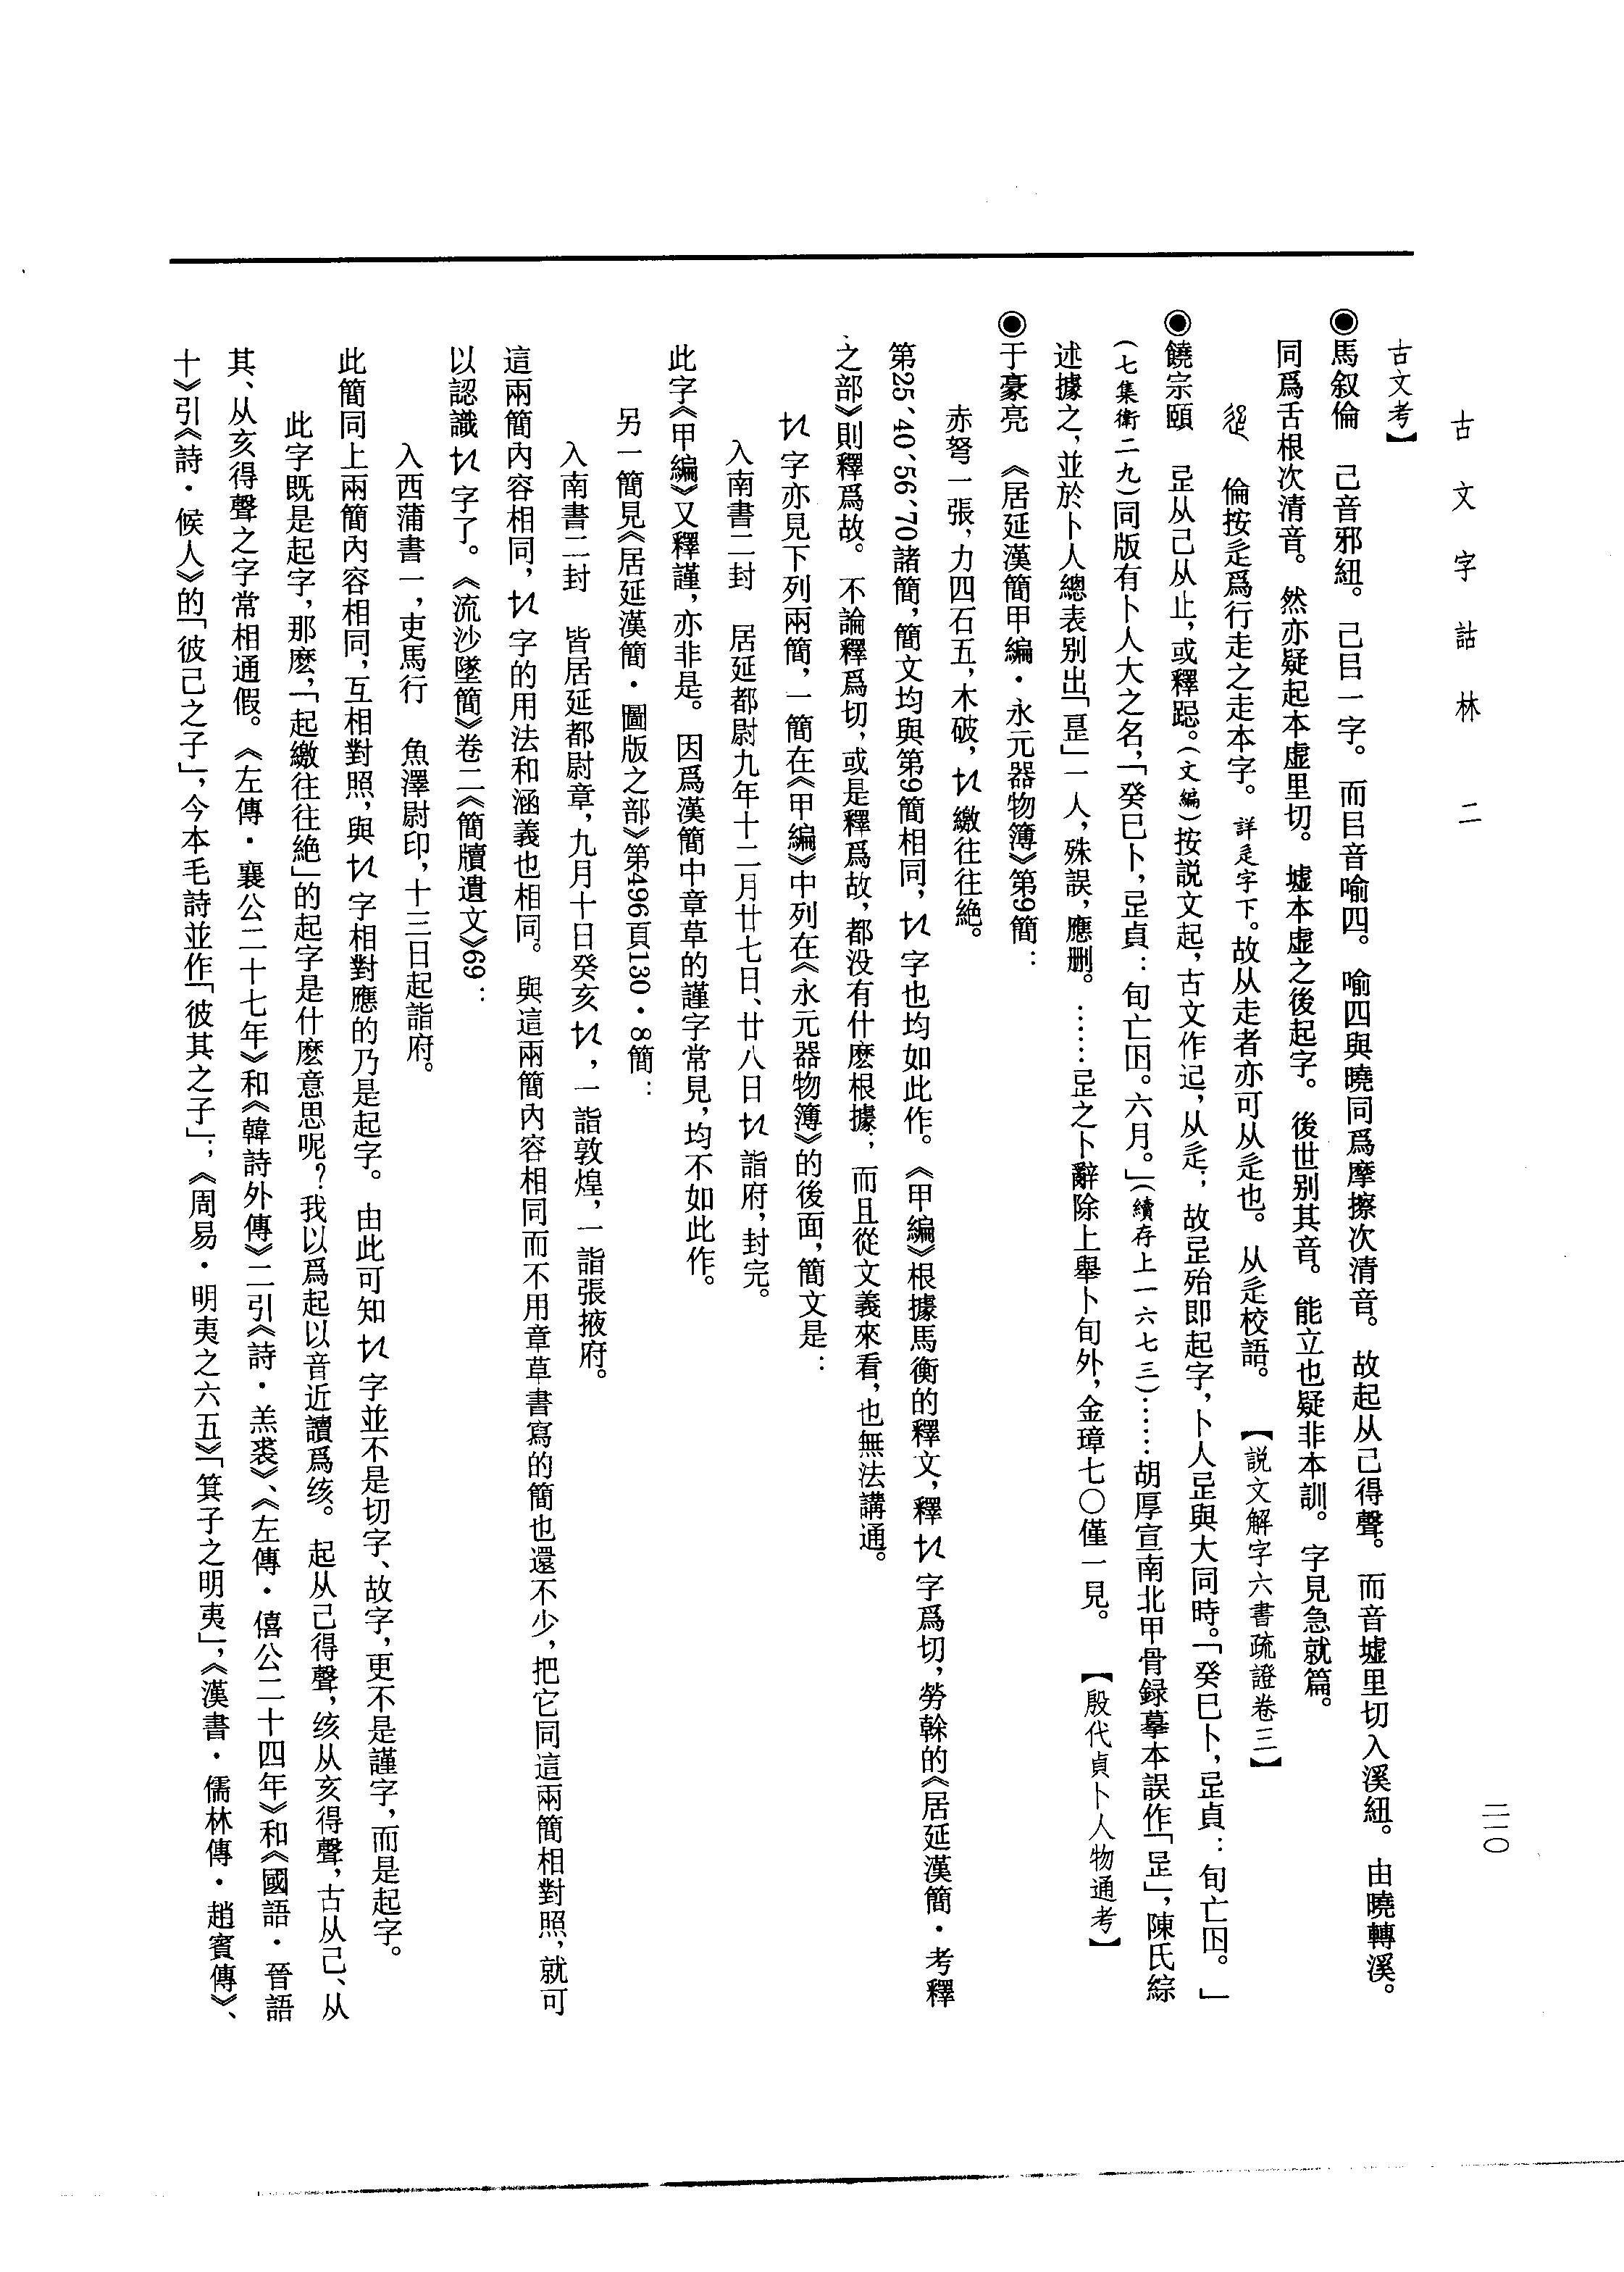 古文字詁林 二
二一〇
古文考】
◉馬叙倫 己音邪紐。己㠯一字。而㠯音喻四。喻四與曉同爲摩擦次清音。故起从己得聲。而音墟里切入溪紐。由曉轉溪。
同爲舌根次清音。然亦疑起本虚里切。墟本虚之後起字。後世别其音。能立也疑非本訓。字見急就篇。
倫按辵爲行走之走本字。詳辵字下。故从走者亦可从辵也。从辵校語。 【説文解字六書疏證卷三】
◉饒宗頤 𢀼从己从止,或釋跽。(文編)按説文起,古文作𨑔,从辵;故𢀼殆即起字,卜人𢀼與大同時。「癸巳卜,𢀼貞:旬亡𡆥。」
(七集衛二九)同版有卜人大之名,「癸巳卜,𢀼貞:旬亡𡆥。六月。」(續存上一六七三)……胡厚宣南北甲骨録摹本誤作「」,陳氏綜
述據之,並於卜人總表别出「」一人,殊誤,應删。……𢀼之卜辭除上舉卜旬外,金璋七〇僅一見。 【殷代貞卜人物通考】
◉于豪亮 《居延漢簡甲編·永元器物簿》第9簡:
赤弩一張,力四石五,木破,繳往往絶。
第25、40、56、70諸簡,簡文均與第9簡相同,字也均如此作。《甲編》根據馬衡的釋文,釋字爲切,勞榦的《居延漢簡·考釋
之部》則釋爲故。不論釋爲切,或是釋爲故,都没有什麽根據;而且從文義來看,也無法講通。
字亦見下列兩簡,一簡在《甲編》中列在《永元器物簿》的後面,簡文是:
入南書二封 居延都尉九年十二月廿七日、廿八日詣府,封完。
此字《甲編》又釋謹,亦非是。因爲漢簡中章草的謹字常見,均不如此作。
另一簡見《居延漢簡·圖版之部》第496頁130·8簡:
入南書二封 皆居延都尉章,九月十日癸亥,一詣敦煌,一詣張掖府。
這兩簡内容相同,字的用法和涵義也相同。與這兩簡内容相同而不用章草書寫的簡也還不少,把它同這兩簡相對照,就可
以認識字了。《流沙墜簡》卷二《簡牘遺文》69:
入西蒲書一,吏馬行 魚澤尉印,十三日起詣府。
此簡同上兩簡内容相同,互相對照,與字相對應的乃是起字。由此可知字並不是切字、故字,更不是謹字,而是起字。
此字既是起字,那麽,「起繳往往絶」的起字是什麽意思呢?我以爲起以音近讀爲絯。起从己得聲,絯从亥得聲,古从己、从
其、从亥得聲之字常相通假。《左傳·襄公二十七年》和《韓詩外傳》二引《詩·羔裘》、《左傳·僖公二十四年》和《國語·晉語
十》引《詩·候人》的「彼己之子」,今本毛詩並作「彼其之子」;《周易·明夷之六五》「箕子之明夷」,《漢書·儒林傳·趙賓傳》、